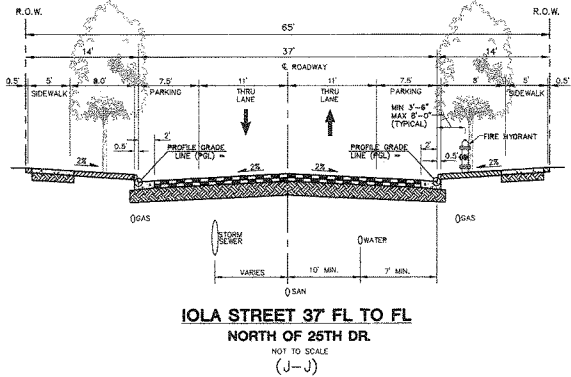 R.O.W.
R.O.W.
65'
14'
37'
14'
℄ ROADWAY
0.5'
5'
8.0'
7.5'
11'
11'
7.5'
8'
5'
0.5'
SIDEWALK
PARKING
THRU
LANE
THRU
LANE
PARKING
SIDEWALK
MIN 3'-6"
MAX 8'-0"
(TYPICAL)
FIRE HYDRANT
2'
0.5'
PROFILE GRADE
LINE (PGL)
PROFILE GRADE
LINE (PGL)
2'
0.5'
2%
2%
2%
2%
GAS
GAS
STORM
SEWER
WATER
VARIES
10' MIN.
7' MIN.
SAN
IOLA STREET 37' FL TO FL
NORTH OF 25TH DR.
NOT TO SCALE
(J-J)